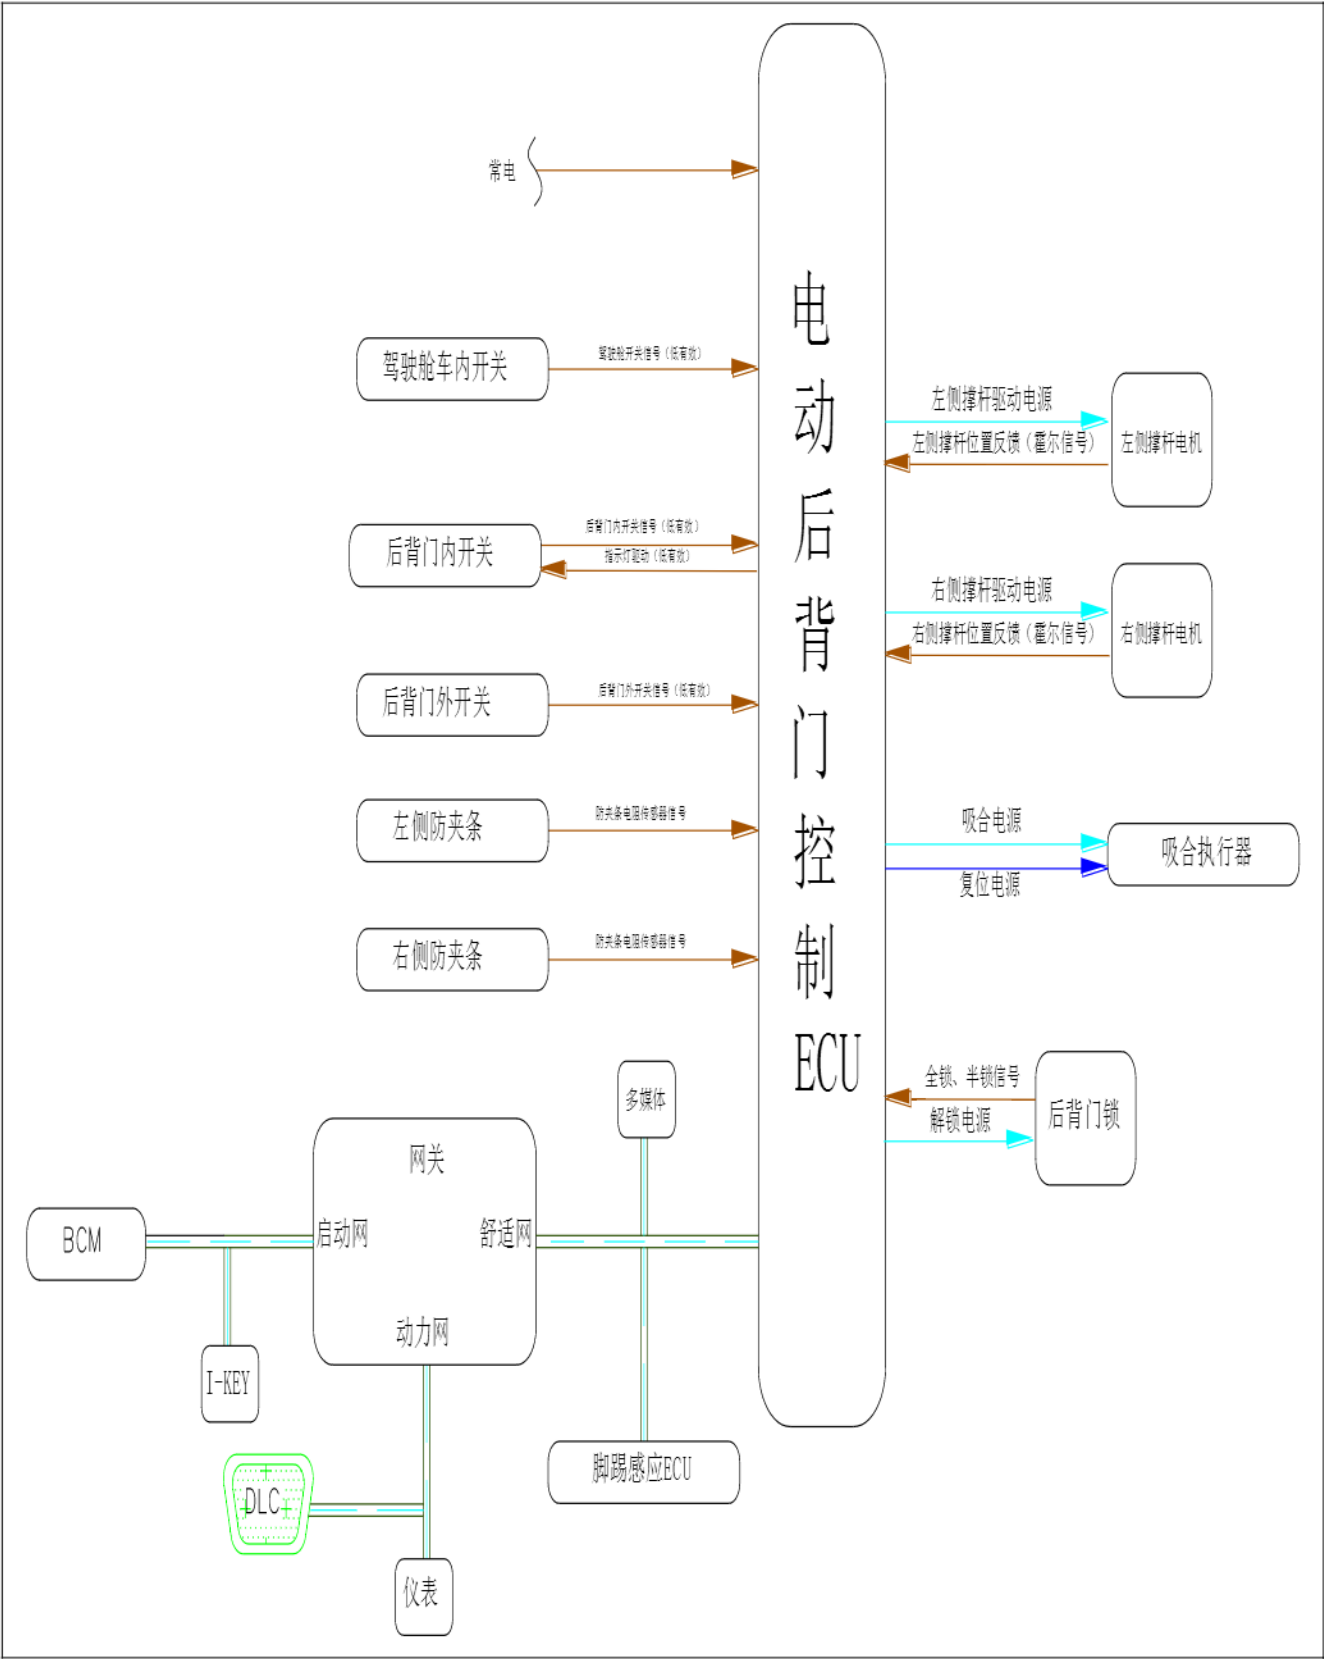 常电
驾驶舱车内开关
驾驶舱开关信号（低有效）
后背门内开关
后背门内开关信号（低有效）
指示灯驱动（低有效）
后背门外开关
后背门外开关信号（低有效）
左侧防夹条
防夹条电阻传感器信号
右侧防夹条
防夹条电阻传感器信号
电动后背门控制ECU
左侧撑杆驱动电源
左侧撑杆位置反馈（霍尔信号）
左侧撑杆电机
右侧撑杆驱动电源
右侧撑杆位置反馈（霍尔信号）
右侧撑杆电机
吸合电源
复位电源
吸合执行器
全锁、半锁信号
解锁电源
后背门锁
多媒体
网关
启动网
舒适网
动力网
BCM
I-KEY
DLC
仪表
脚踢感应ECU